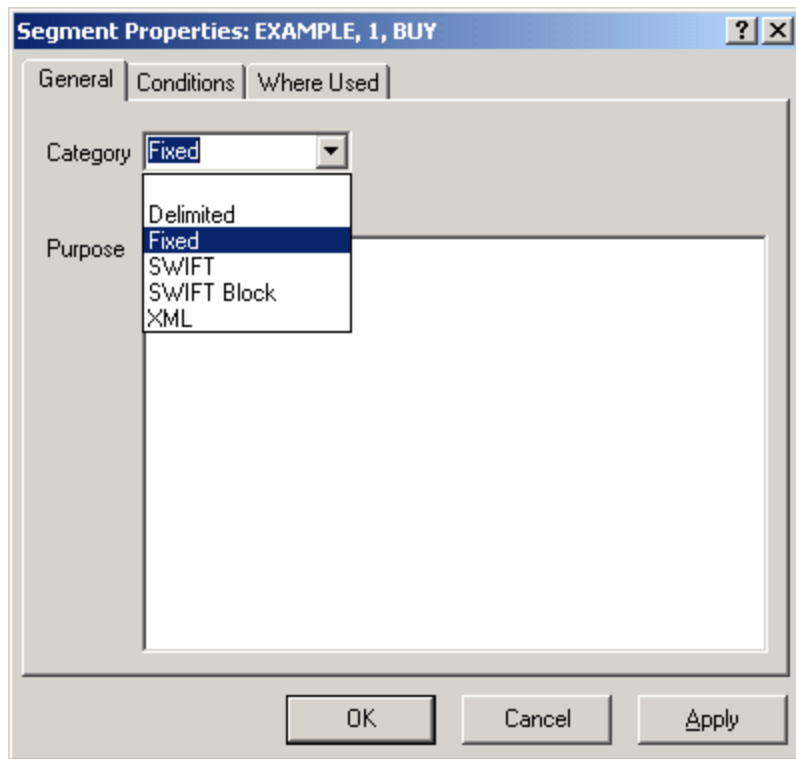 Segment Properties: EXAMPLE, 1, BUY
General Conditions Where Used
Category Fixed
Delimited
Fixed
Purpose
SWIFT
SWIFT Block
XML
OK Cancel Apply